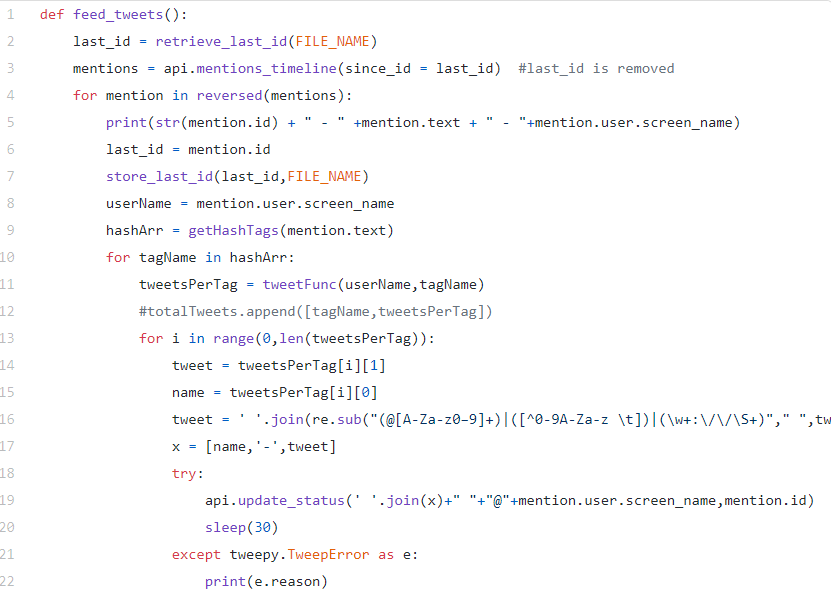 1 def feed_tweets():
2 last_id = retrieve_last_id(FILE_NAME)
3 mentions = api.mentions_timeline(since_id = last_id)  #last_id is removed
4 for mention in reversed(mentions):
5 print(str(mention.id) + " - " +mention.text + " - "+mention.user.screen_name)
6 last_id = mention.id
7 store_last_id(last_id,FILE_NAME)
8 userName = mention.user.screen_name
9 hashArr = getHashTags(mention.text)
10 for tagName in hashArr:
11 tweetsPerTag = tweetFunc(userName,tagName)
12 #totalTweets.append([tagName,tweetsPerTag])
13 for i in range(0,len(tweetsPerTag)):
14 tweet = tweetsPerTag[i][1]
15 name = tweetsPerTag[i][0]
16 tweet = ' '.join(re.sub("(@[A-Za-z0–9]+)|([^0-9A-Za-z \t])|(\w+:\/\/\S+)"," ",tw
17 x = [name,'-',tweet]
18 try:
19 api.update_status(' '.join(x)+" "+"@"+mention.user.screen_name,mention.id)
20 sleep(30)
21 except tweepy.TweepError as e:
22 print(e.reason)